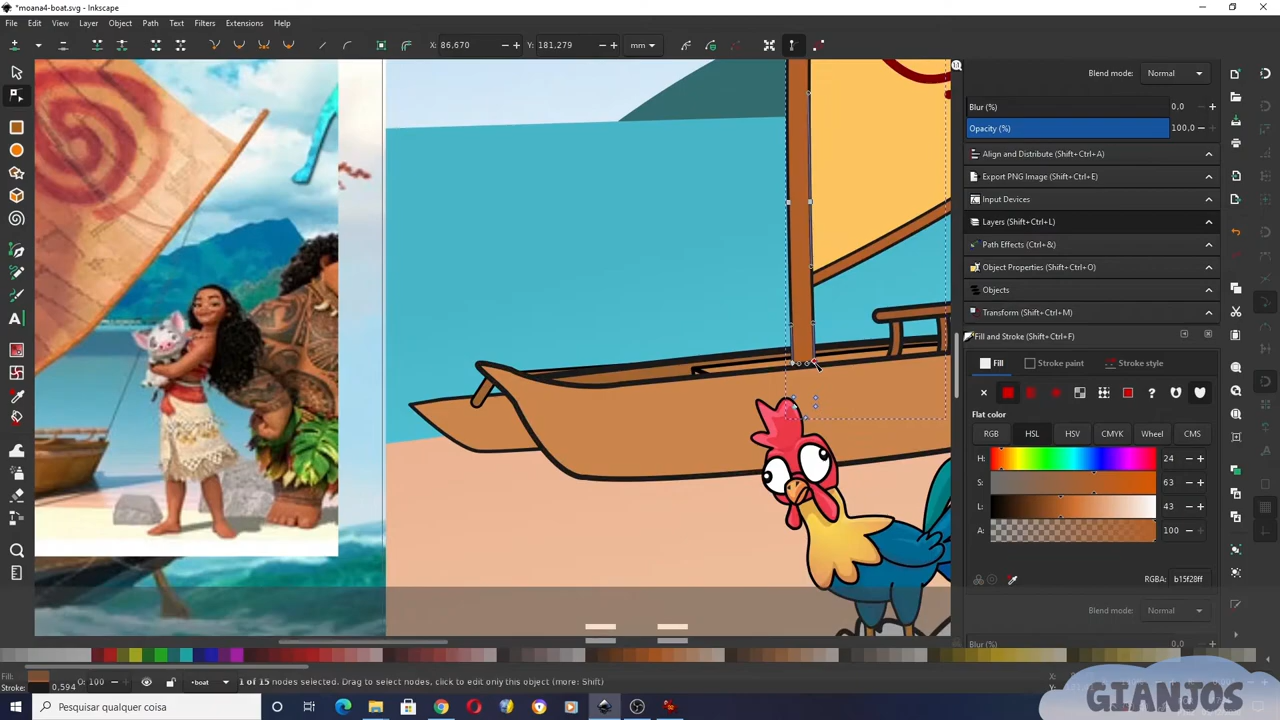 *moana4-boat.svg - Inkscape
File Edit View Layer Object Path Text Filters Extensions Help
X: 86.670 Y: 181.279 mm
Blend mode: Normal
Blur (%) 0.0
Opacity (%) 100.0
Align and Distribute (Shift+Ctrl+A)
Export PNG Image (Shift+Ctrl+E)
Input Devices
Layers (Shift+Ctrl+L)
Path Effects (Ctrl+&)
Object Properties (Shift+Ctrl+O)
Objects
Transform (Shift+Ctrl+M)
Fill and Stroke (Shift+Ctrl+F)
Fill Stroke paint Stroke style
Flat color
RGB HSL HSV CMYK Wheel CMS
H: 24
S: 63
L: 43
A: 100
RGBA: b15f28ff
Blend mode: Normal
Blur (%) 0.0
Fill: O: 100 •boat 1 of 15 nodes selected. Drag to select nodes, click to edit only this object (more: Shift) X:
Stroke: 0,594
Pesquisar qualquer coisa
GIANJOS